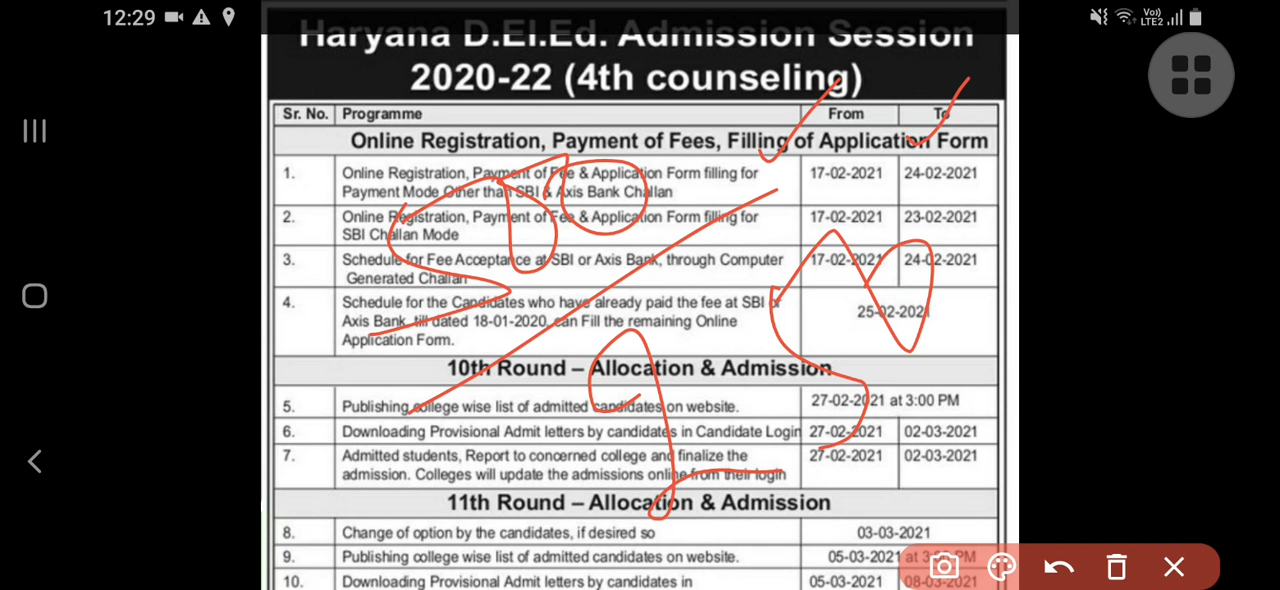 12:29
Vo)) LTE2
Haryana D.El.Ed. Admission Session
2020-22 (4th counseling)
Sr. No. Programme From To
Online Registration, Payment of Fees, Filling of Application Form
1. Online Registration, Payment of Fee & Application Form filling for 17-02-2021 24-02-2021
Payment Mode Other than SBI & Axis Bank Challan
2. Online Registration, Payment of Fee & Application Form filling for 17-02-2021 23-02-2021
SBI Challan Mode
3. Schedule for Fee Acceptance at SBI or Axis Bank, through Computer 17-02-2021 24-02-2021
Generated Challan
4. Schedule for the Candidates who have already paid the fee at SBI or 25-02-2021
Axis Bank, till dated 18-01-2020, can Fill the remaining Online
Application Form.
10th Round – Allocation & Admission
5. Publishing college wise list of admitted candidates on website. 27-02-2021 at 3:00 PM
6. Downloading Provisional Admit letters by candidates in Candidate Login 27-02-2021 02-03-2021
7. Admitted students, Report to concerned college and finalize the 27-02-2021 02-03-2021
admission. Colleges will update the admissions online from their login
11th Round – Allocation & Admission
8. Change of option by the candidates, if desired so 03-03-2021
9. Publishing college wise list of admitted candidates on website. 05-03-2021 at 3:00 PM
10. Downloading Provisional Admit letters by candidates in 05-03-2021 08-03-2021